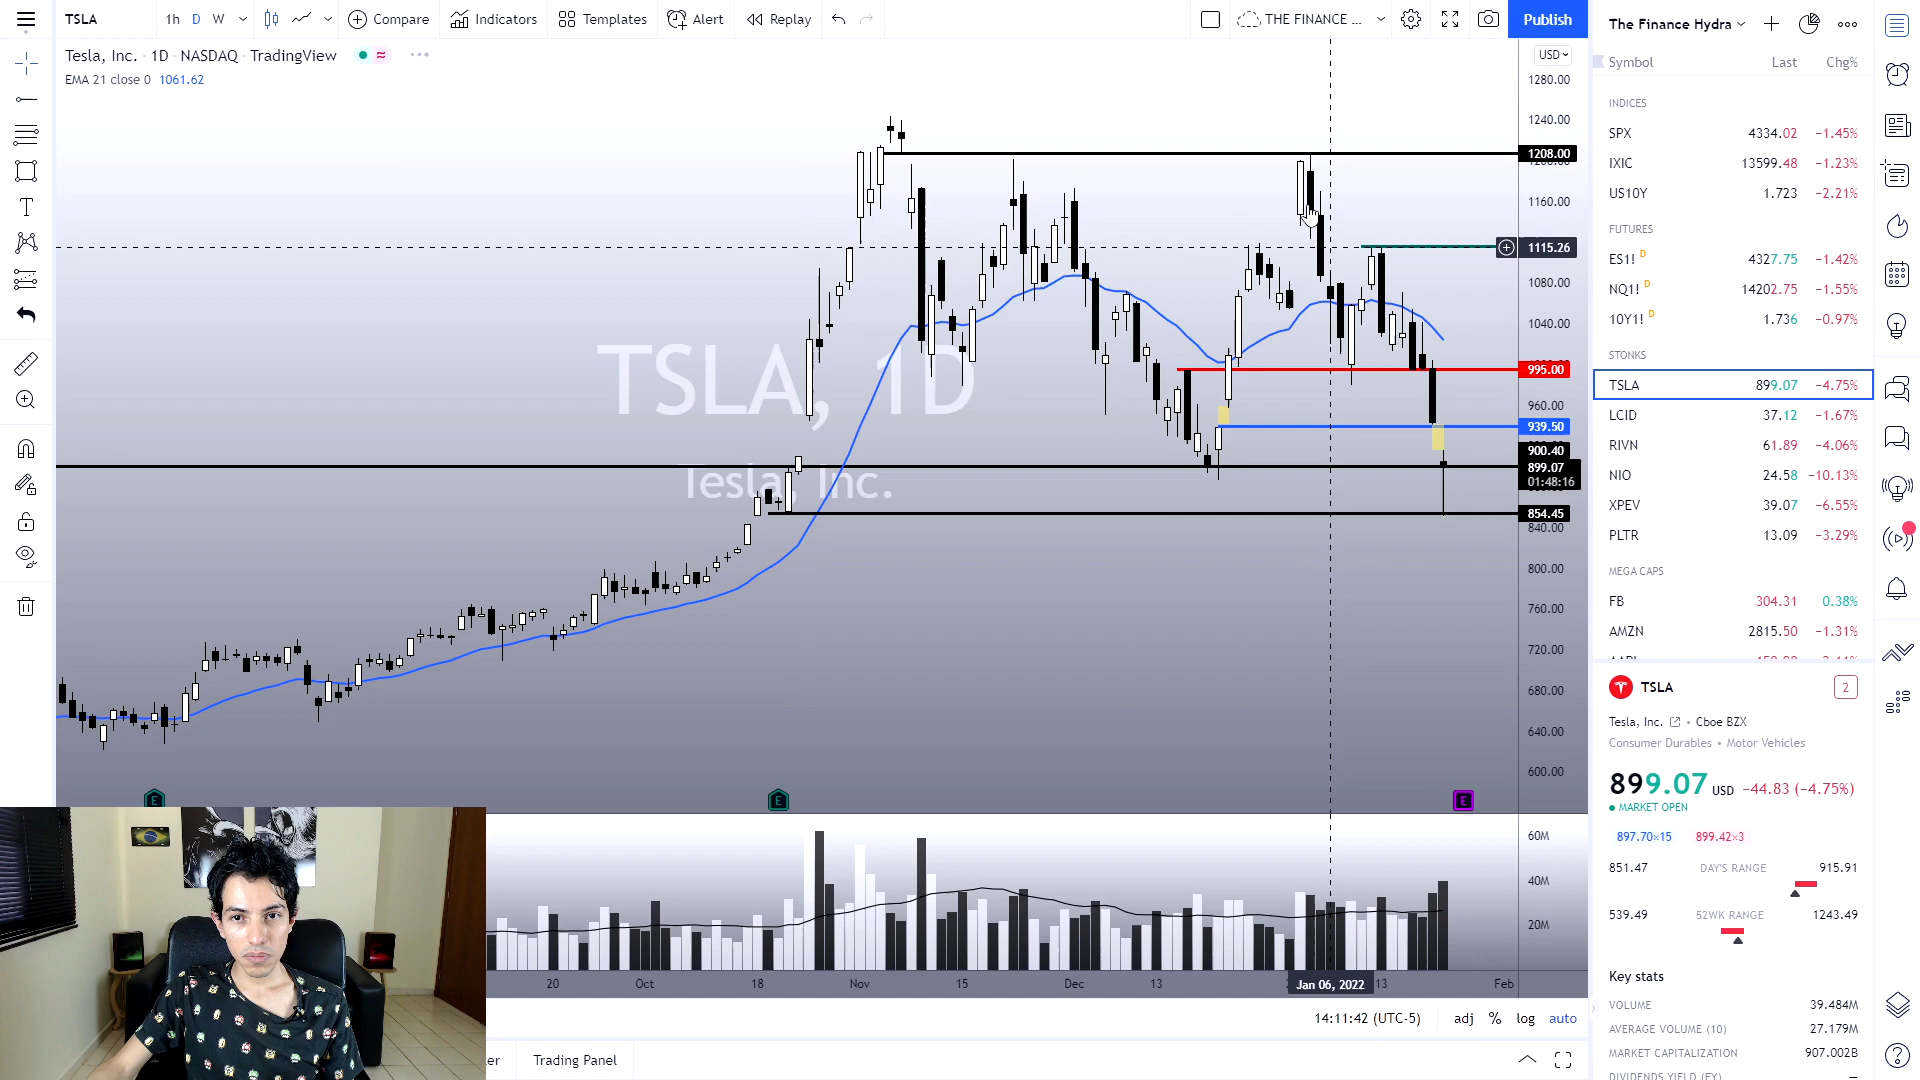 TSLA 1h D W Compare Indicators Templates Alert Replay THE FINANCE ... Publish
Tesla, Inc. · 1D · NASDAQ · TradingView
EMA 21 close 0 1061.62
USD
1280.00
1240.00
1208.00
1160.00
1115.26
1080.00
1040.00
995.00
960.00
939.50
900.40
899.07
01:48:16
854.45
840.00
800.00
760.00
720.00
680.00
640.00
600.00
TSLA, 1D
Tesla, Inc.
E E E
60M
40M
20M
20 Oct 18 Nov 15 Dec 13 Jan 06, 2022 13 Feb
14:11:42 (UTC-5) adj % log auto
er Trading Panel
The Finance Hydra
Symbol Last Chg%
INDICES
SPX 4334.02 −1.45%
IXIC 13599.48 −1.23%
US10Y 1.723 −2.21%
FUTURES
ES1! D 4327.75 −1.42%
NQ1! D 14202.75 −1.55%
10Y1! D 1.736 −0.97%
STONKS
TSLA 899.07 −4.75%
LCID 37.12 −1.67%
RIVN 61.89 −4.06%
NIO 24.58 −10.13%
XPEV 39.07 −6.55%
PLTR 13.09 −3.29%
MEGA CAPS
FB 304.31 0.38%
AMZN 2815.50 −1.31%
TSLA 2
Tesla, Inc. • Cboe BZX
Consumer Durables • Motor Vehicles
899.07 USD −44.83 (−4.75%)
MARKET OPEN
897.70×15 899.42×3
851.47 DAY'S RANGE 915.91
539.49 52WK RANGE 1243.49
Key stats
VOLUME 39.484M
AVERAGE VOLUME (10) 27.179M
MARKET CAPITALIZATION 907.002B
DIVIDENDS YIELD (FY) —